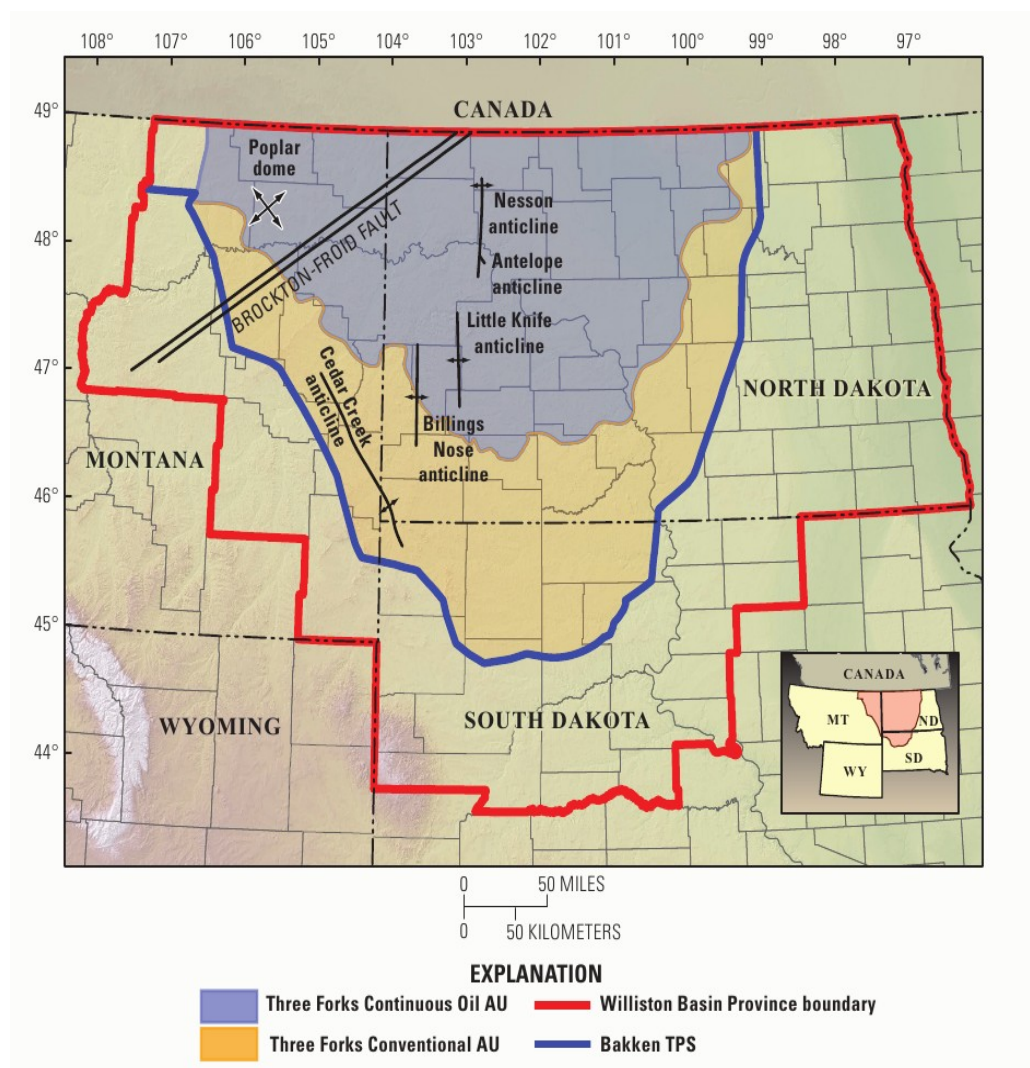 108° 107° 106° 105° 104° 103° 102° 101° 100° 99° 98° 97°
49°
48°
47°
46°
45°
44°
CANADA
Poplar
dome
BROCKTON-FROID FAULT
Nesson
anticline
Antelope
anticline
Little Knife
anticline
Cedar Creek
anticline
Billings
Nose
anticline
NORTH DAKOTA
MONTANA
WYOMING
SOUTH DAKOTA
CANADA
MT
ND
SD
WY
0 50 MILES
0 50 KILOMETERS
EXPLANATION
Three Forks Continuous Oil AU
Williston Basin Province boundary
Three Forks Conventional AU
Bakken TPS